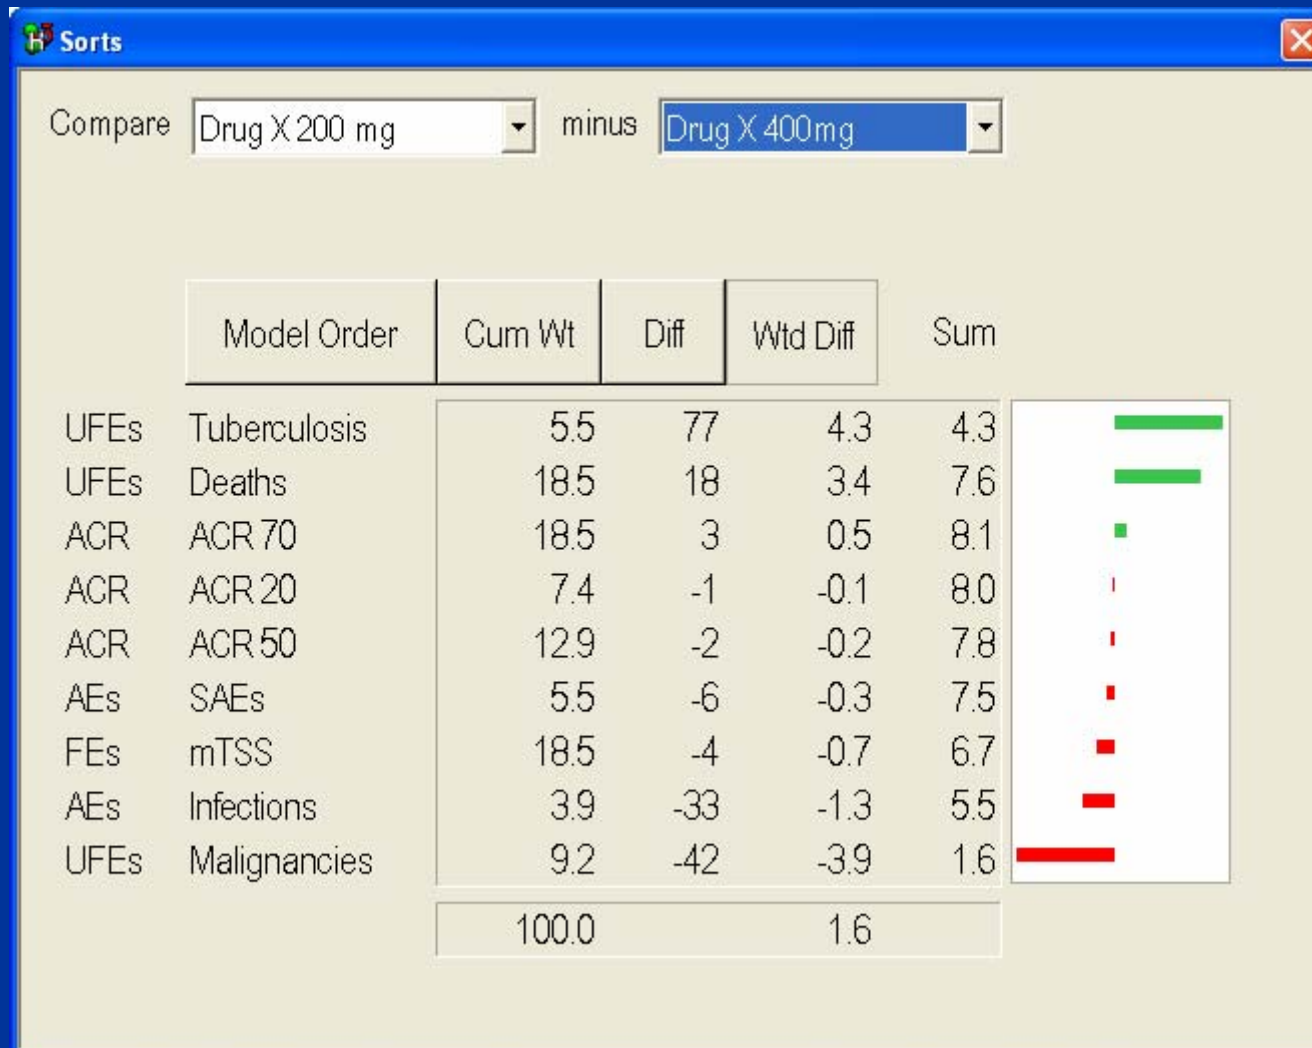 Sorts
Compare Drug X 200 mg minus Drug X 400mg
Model Order Cum Wt Diff Wtd Diff Sum
UFEs Tuberculosis 5.5 77 4.3 4.3
UFEs Deaths 18.5 18 3.4 7.6
ACR ACR 70 18.5 3 0.5 8.1
ACR ACR 20 7.4 -1 -0.1 8.0
ACR ACR 50 12.9 -2 -0.2 7.8
AEs SAEs 5.5 -6 -0.3 7.5
FEs mTSS 18.5 -4 -0.7 6.7
AEs Infections 3.9 -33 -1.3 5.5
UFEs Malignancies 9.2 -42 -3.9 1.6
100.0 1.6